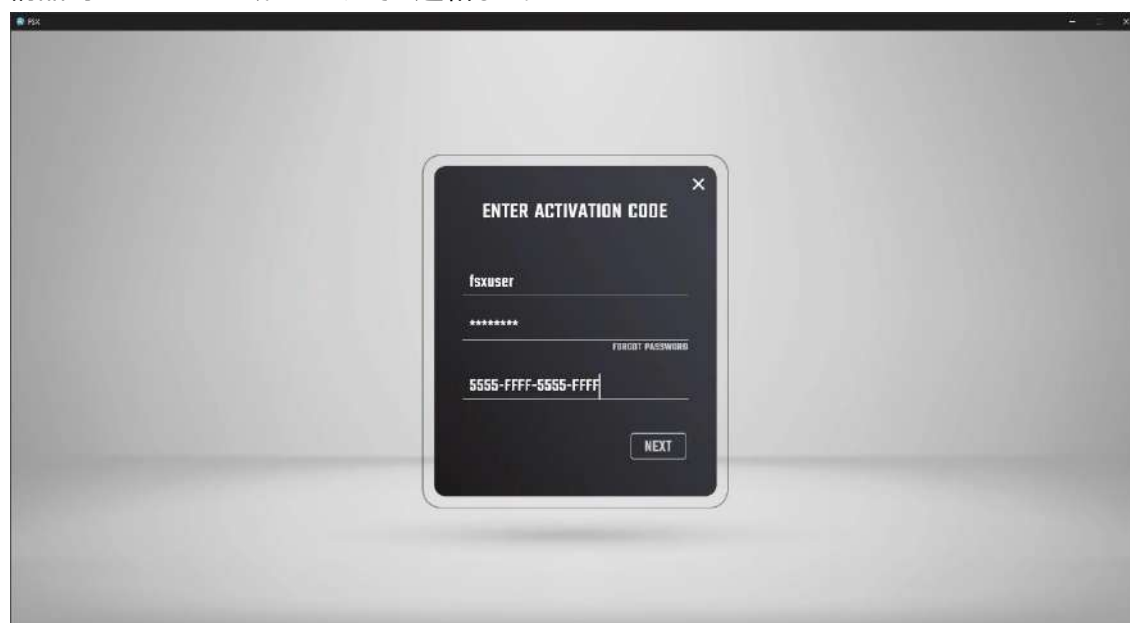 FSX
ENTER ACTIVATION CODE
fsxuser
********
FORGOT PASSWORD
5555-FFFF-5555-FFFF
NEXT